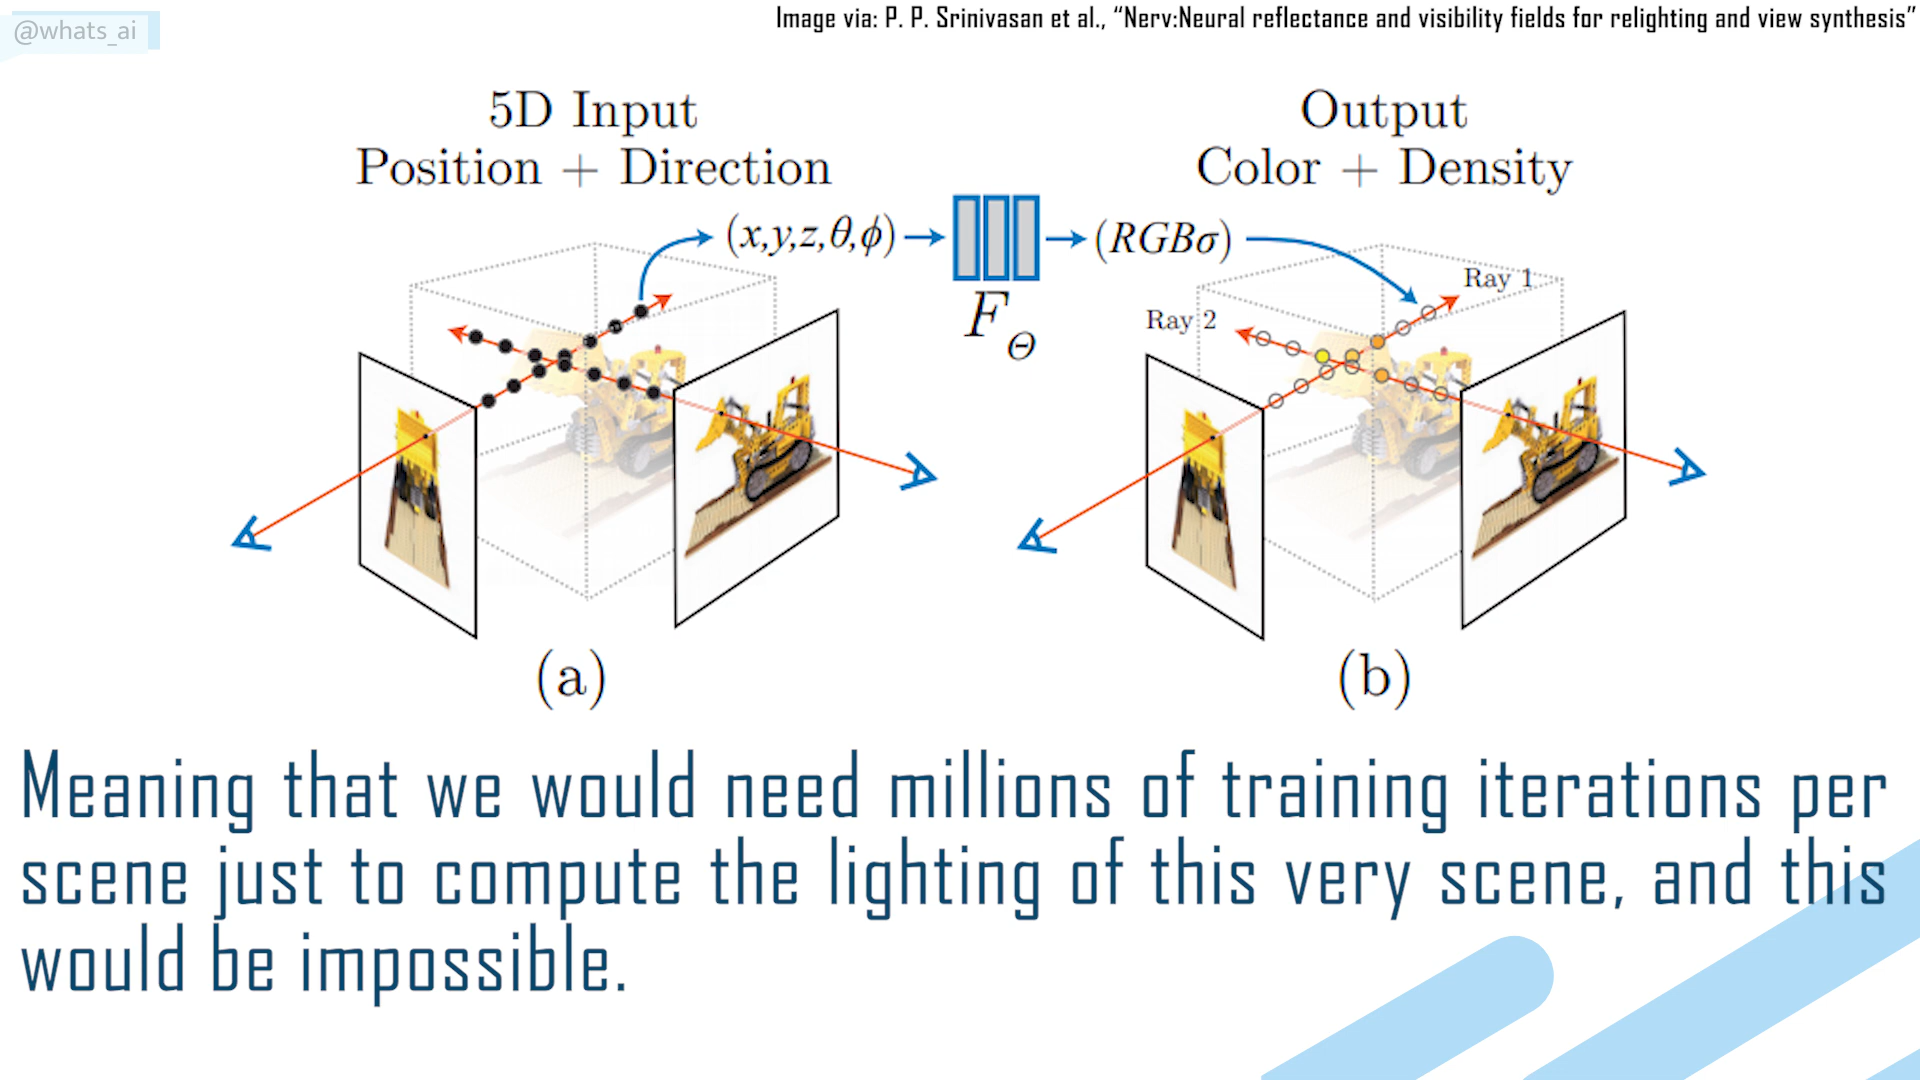 @whats_ai
Image via: P. P. Srinivasan et al., “Nerv:Neural reflectance and visibility fields for relighting and view synthesis”
5D Input
Position + Direction
Output
Color + Density
(x,y,z,θ,ϕ)
(RGBσ)
F_Θ
Ray 1
Ray 2
(a)
(b)
Meaning that we would need millions of training iterations per
scene just to compute the lighting of this very scene, and this
would be impossible.